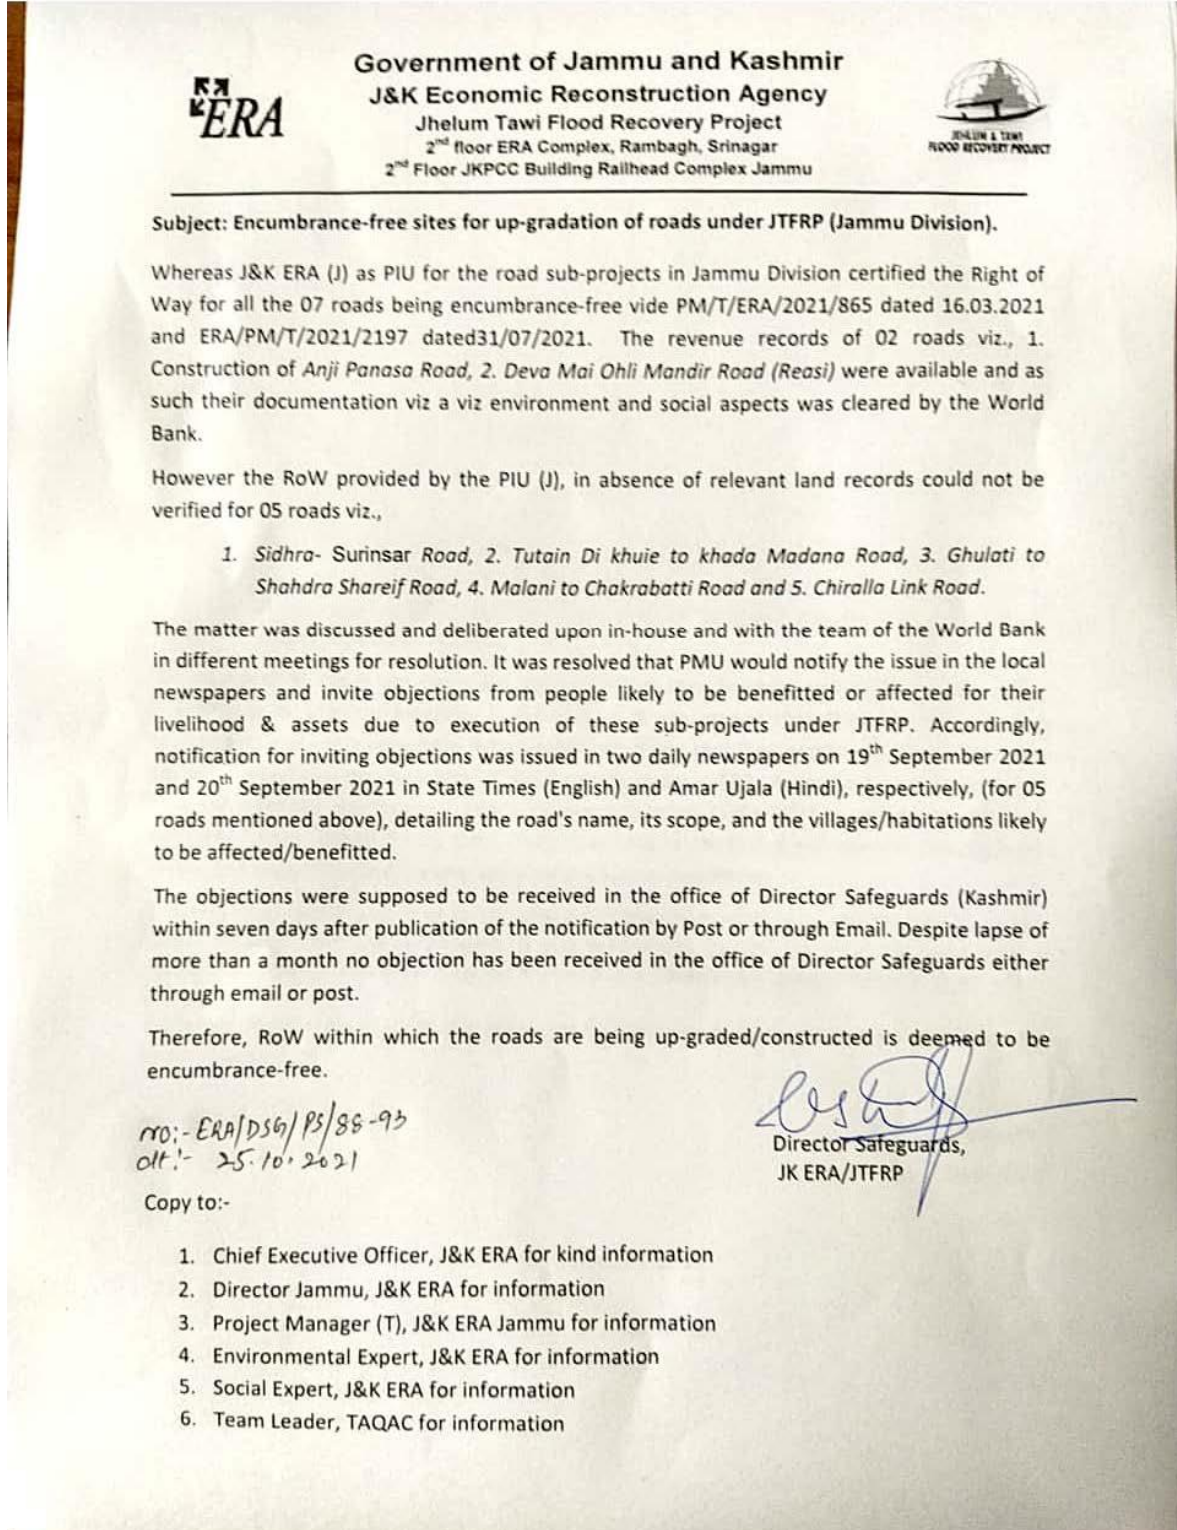 ERA
Government of Jammu and Kashmir
J&K Economic Reconstruction Agency
Jhelum Tawi Flood Recovery Project
2nd floor ERA Complex, Rambagh, Srinagar
2nd Floor JKPCC Building Railhead Complex Jammu
JEHLUM & TAWI
FLOOD RECOVERY PROJECT
Subject: Encumbrance-free sites for up-gradation of roads under JTFRP (Jammu Division).
Whereas J&K ERA (J) as PIU for the road sub-projects in Jammu Division certified the Right of
Way for all the 07 roads being encumbrance-free vide PM/T/ERA/2021/865 dated 16.03.2021
and ERA/PM/T/2021/2197 dated31/07/2021. The revenue records of 02 roads viz., 1.
Construction of Anji Panasa Road, 2. Deva Mai Ohli Mandir Road (Reasi) were available and as
such their documentation viz a viz environment and social aspects was cleared by the World
Bank.
However the RoW provided by the PIU (J), in absence of relevant land records could not be
verified for 05 roads viz.,
1. Sidhra- Surinsar Road, 2. Tutain Di khuie to khada Madana Road, 3. Ghulati to
Shahdra Shareif Road, 4. Malani to Chakrabatti Road and 5. Chiralla Link Road.
The matter was discussed and deliberated upon in-house and with the team of the World Bank
in different meetings for resolution. It was resolved that PMU would notify the issue in the local
newspapers and invite objections from people likely to be benefitted or affected for their
livelihood & assets due to execution of these sub-projects under JTFRP. Accordingly,
notification for inviting objections was issued in two daily newspapers on 19th September 2021
and 20th September 2021 in State Times (English) and Amar Ujala (Hindi), respectively, (for 05
roads mentioned above), detailing the road's name, its scope, and the villages/habitations likely
to be affected/benefitted.
The objections were supposed to be received in the office of Director Safeguards (Kashmir)
within seven days after publication of the notification by Post or through Email. Despite lapse of
more than a month no objection has been received in the office of Director Safeguards either
through email or post.
Therefore, RoW within which the roads are being up-graded/constructed is deemed to be
encumbrance-free.
no:- ERA/DSG/PS/88-93
dt:- 25.10.2021
Director Safeguards,
JK ERA/JTFRP
Copy to:-
1. Chief Executive Officer, J&K ERA for kind information
2. Director Jammu, J&K ERA for information
3. Project Manager (T), J&K ERA Jammu for information
4. Environmental Expert, J&K ERA for information
5. Social Expert, J&K ERA for information
6. Team Leader, TAQAC for information